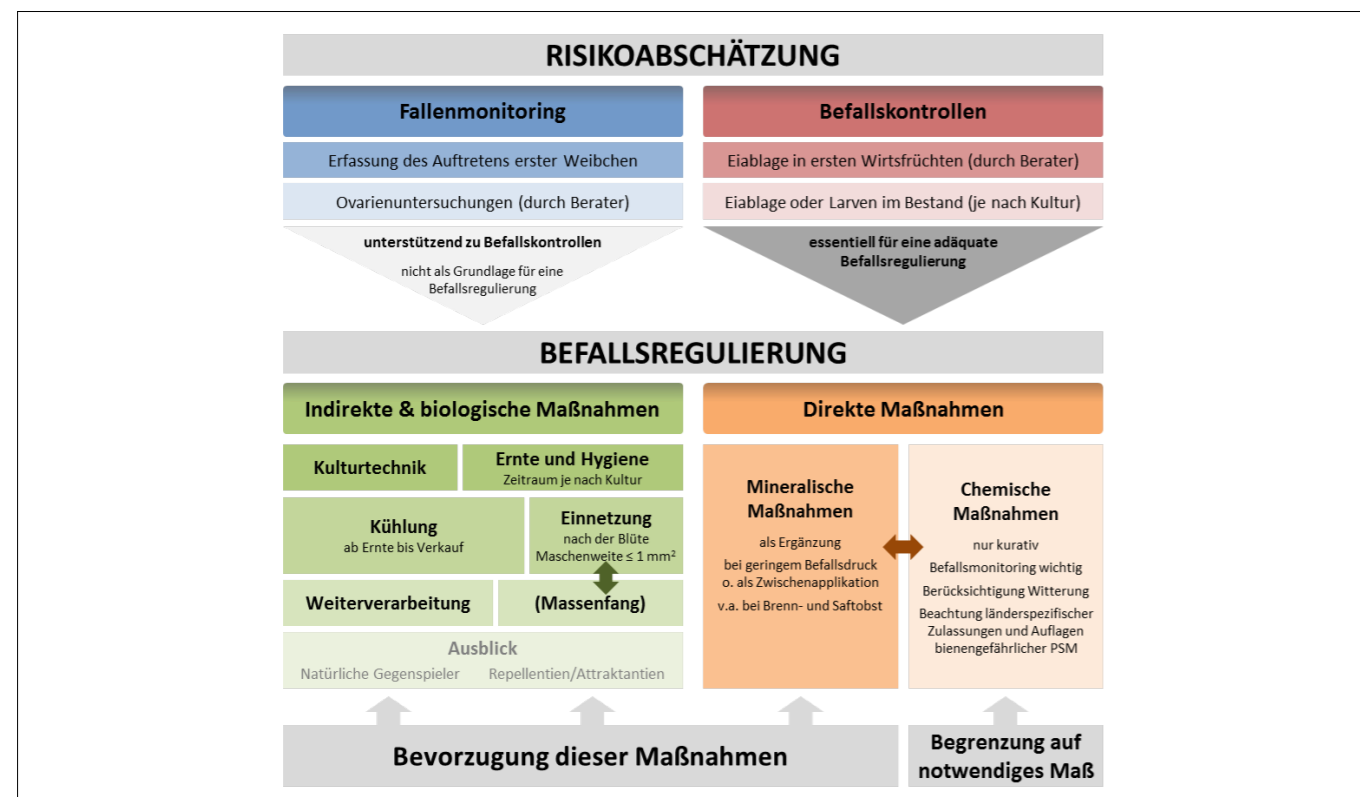 RISIKOABSCHÄTZUNG
Fallenmonitoring
Erfassung des Auftretens erster Weibchen
Ovarienuntersuchungen (durch Berater)
unterstützend zu Befallskontrollen
nicht als Grundlage für eine
Befallsregulierung
Befallskontrollen
Eiablage in ersten Wirtsfrüchten (durch Berater)
Eiablage oder Larven im Bestand (je nach Kultur)
essentiell für eine adäquate
Befallsregulierung
BEFALLSREGULIERUNG
Indirekte & biologische Maßnahmen
Kulturtechnik
Ernte und Hygiene
Zeitraum je nach Kultur
Kühlung
ab Ernte bis Verkauf
Einnetzung
nach der Blüte
Maschenweite ≤ 1 mm²
Weiterverarbeitung
(Massenfang)
Ausblick
Natürliche Gegenspieler
Repellentien/Attraktantien
Direkte Maßnahmen
Mineralische
Maßnahmen
als Ergänzung
bei geringem Befallsdruck
o. als Zwischenapplikation
v.a. bei Brenn- und Saftobst
Chemische
Maßnahmen
nur kurativ
Befallsmonitoring wichtig
Berücksichtigung Witterung
Beachtung länderspezifischer
Zulassungen und Auflagen
bienengefährlicher PSM
Bevorzugung dieser Maßnahmen
Begrenzung auf
notwendiges Maß